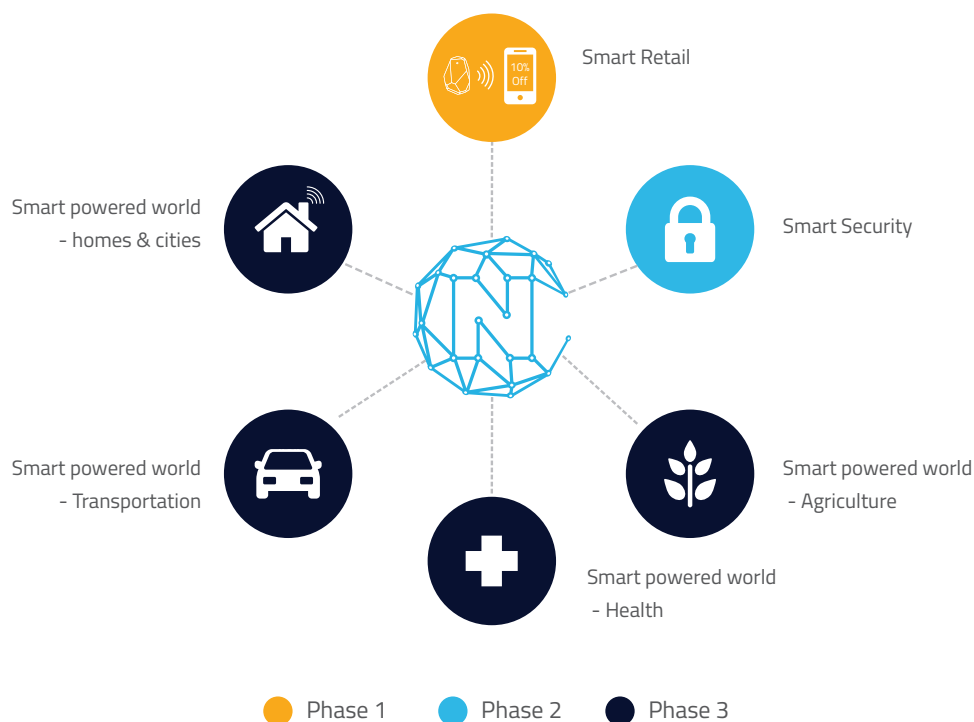 10%
Off
Smart Retail
Smart powered world
- homes & cities
Smart Security
Smart powered world
- Transportation
Smart powered world
- Agriculture
Smart powered world
- Health
Phase 1
Phase 2
Phase 3